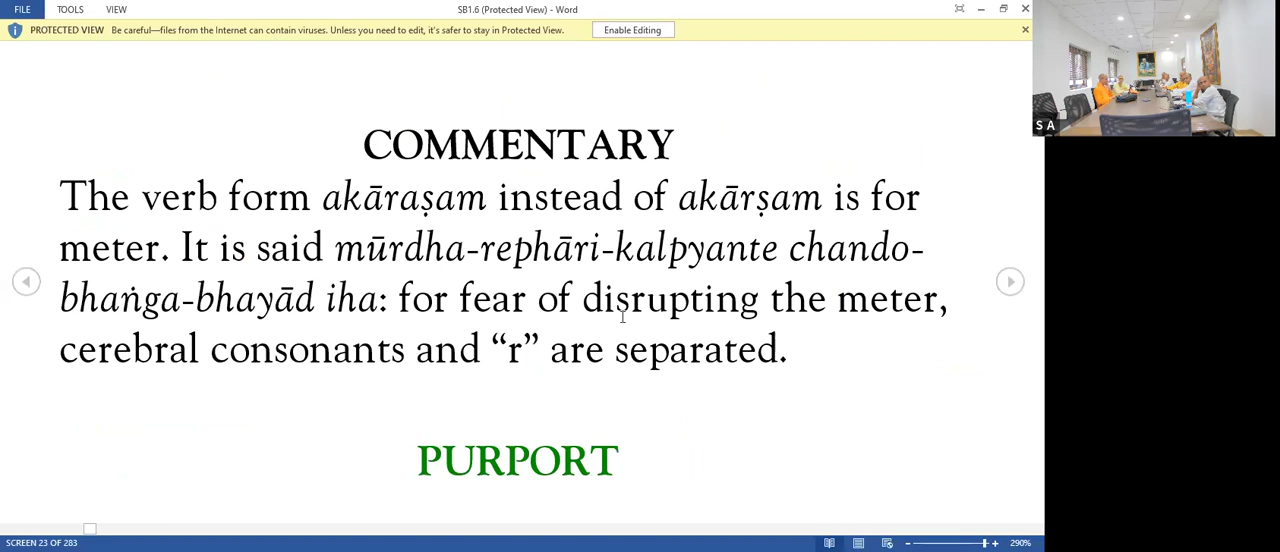 FILE TOOLS VIEW SB1.6 (Protected View) - Word
PROTECTED VIEW Be careful—files from the Internet can contain viruses. Unless you need to edit, it's safer to stay in Protected View. Enable Editing
S A
COMMENTARY
The verb form akāraṣam instead of akārṣam is for
meter. It is said mūrdha-rephāri-kalpyante chando-
bhaṅga-bhayād iha: for fear of disrupting the meter,
cerebral consonants and “r” are separated.
PURPORT
SCREEN 23 OF 283 290%